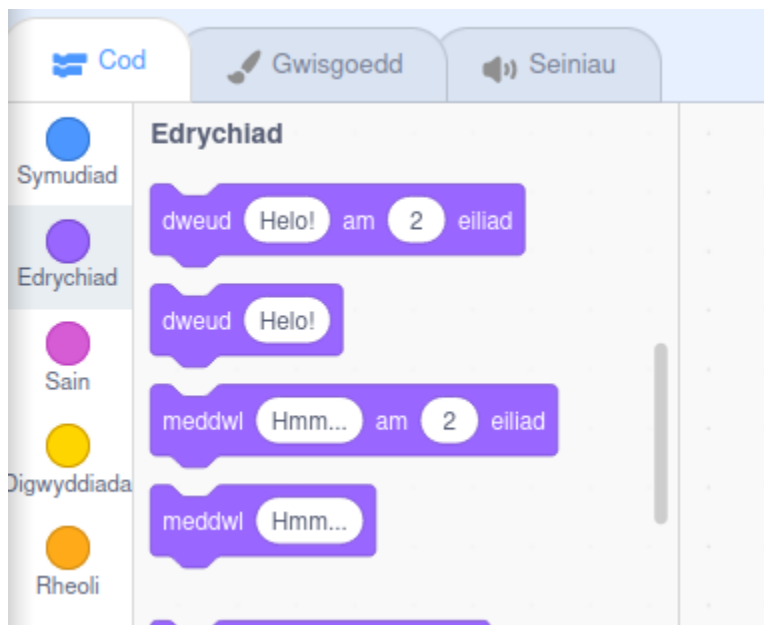 Cod Gwisgoedd Seiniau
Symudiad
Edrychiad
Sain
Digwyddiada
Rheoli
Edrychiad
dweud Helo! am 2 eiliad
dweud Helo!
meddwl Hmm... am 2 eiliad
meddwl Hmm...